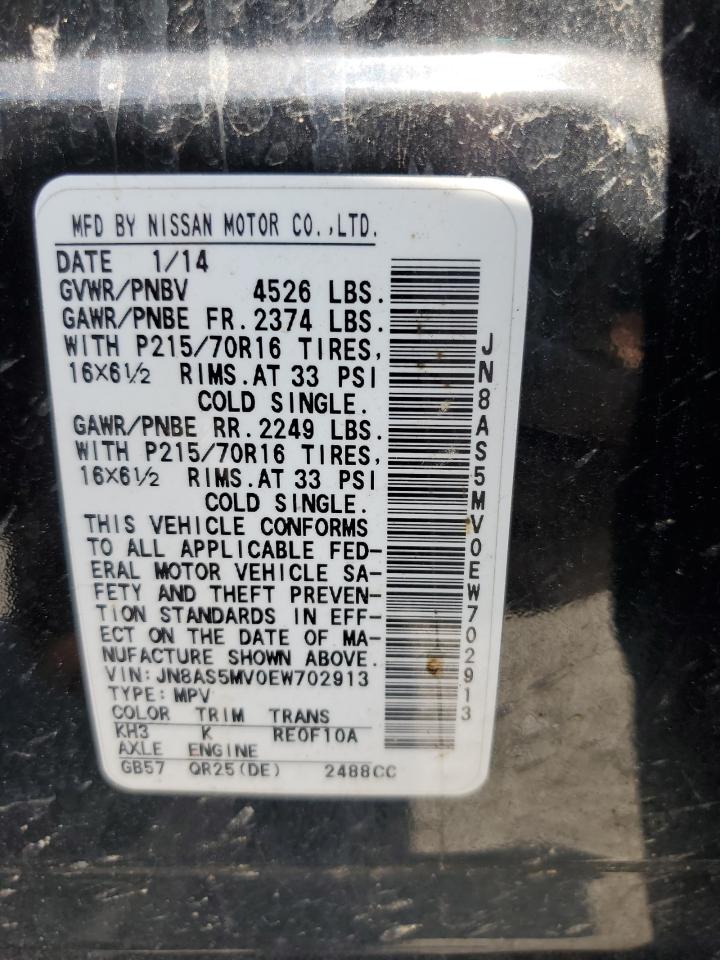 MFD BY NISSAN MOTOR CO.,LTD.
DATE 1/14
GVWR/PNBV 4526 LBS.
GAWR/PNBE FR.2374 LBS.
WITH P215/70R16 TIRES,
16X6½ RIMS.AT 33 PSI
COLD SINGLE.
GAWR/PNBE RR.2249 LBS.
WITH P215/70R16 TIRES,
16X6½ RIMS.AT 33 PSI
COLD SINGLE.
THIS VEHICLE CONFORMS
TO ALL APPLICABLE FED-
ERAL MOTOR VEHICLE SA-
FETY AND THEFT PREVEN-
TION STANDARDS IN EFF-
ECT ON THE DATE OF MA-
NUFACTURE SHOWN ABOVE.
VIN:JN8AS5MV0EW702913
TYPE:MPV
COLOR TRIM TRANS
KH3 K RE0F10A
AXLE ENGINE
GB57 QR25(DE) 2488CC
JN8AS5MV0EW702913